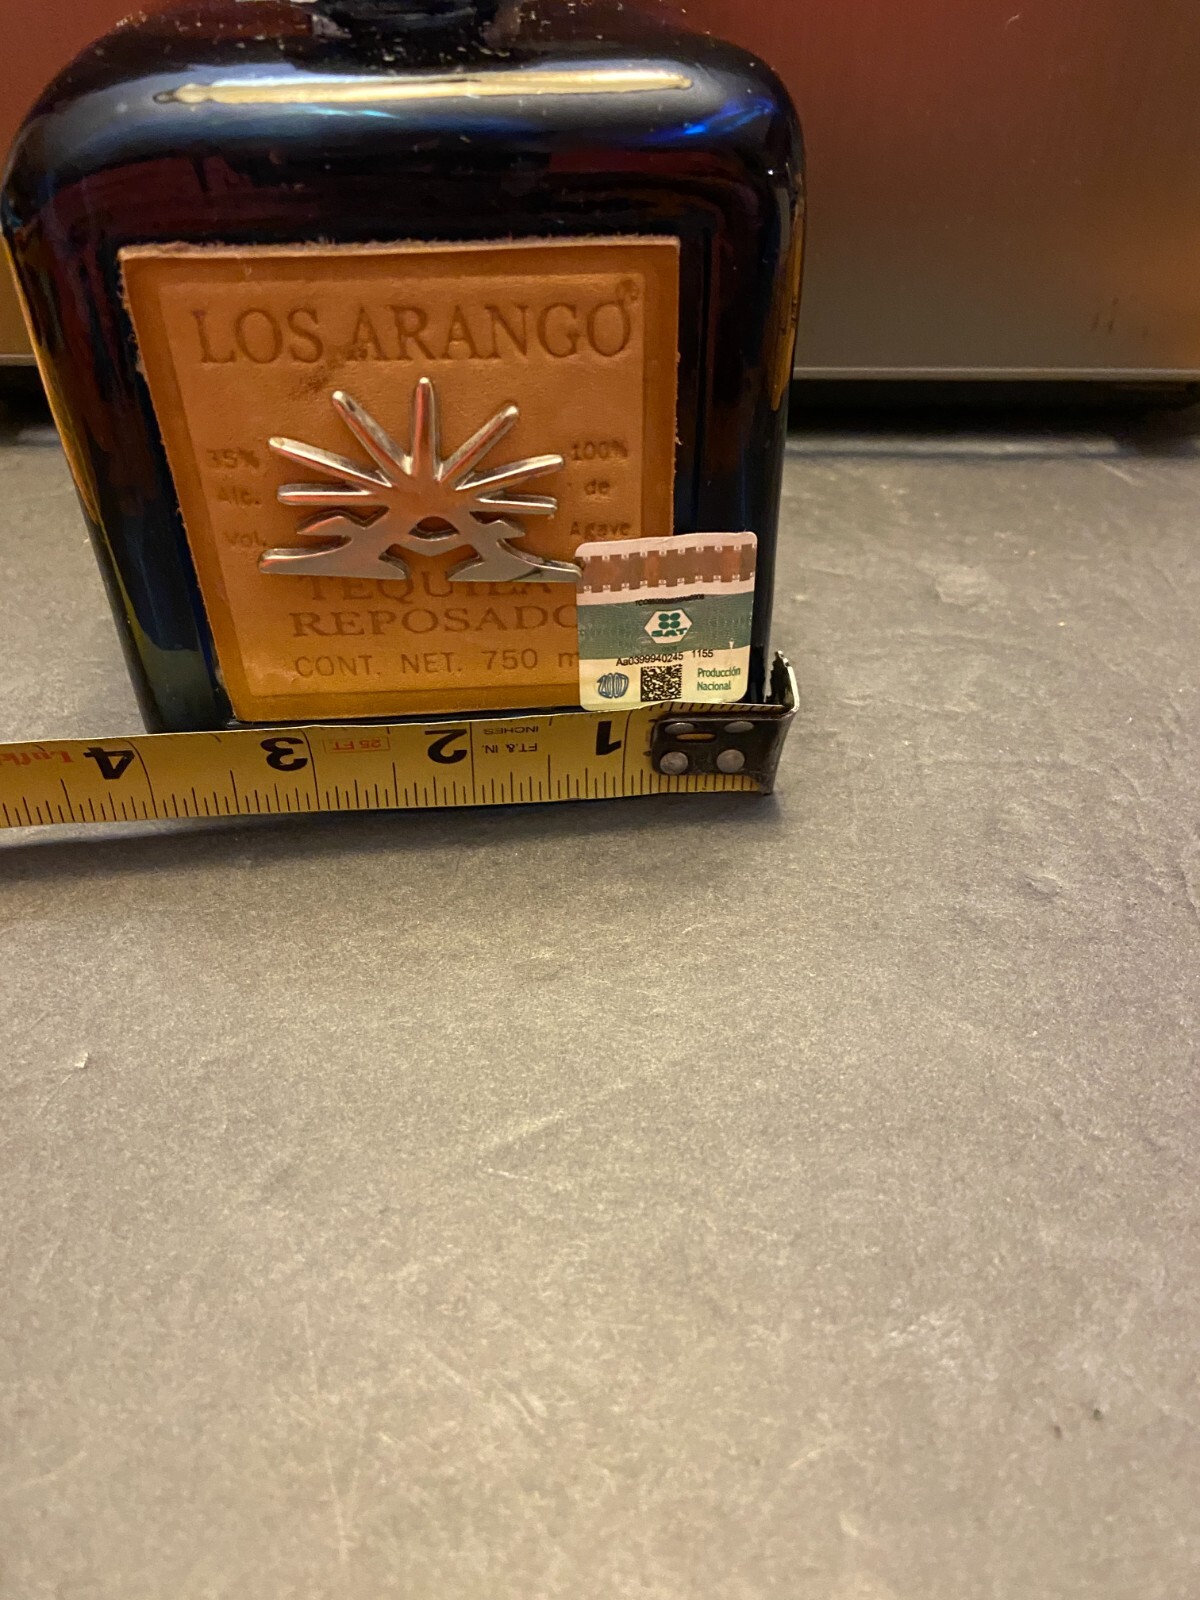 LOS ARANGO®
35% 100%
Alc. de
Vol. Agave
TEQUILA
REPOSADO
CONT. NET. 750 m
SAT
Aa0399940245 1155
Producción
Nacional
Lufk 4 3 25 FT. 2 INCHES FT. & IN. 1